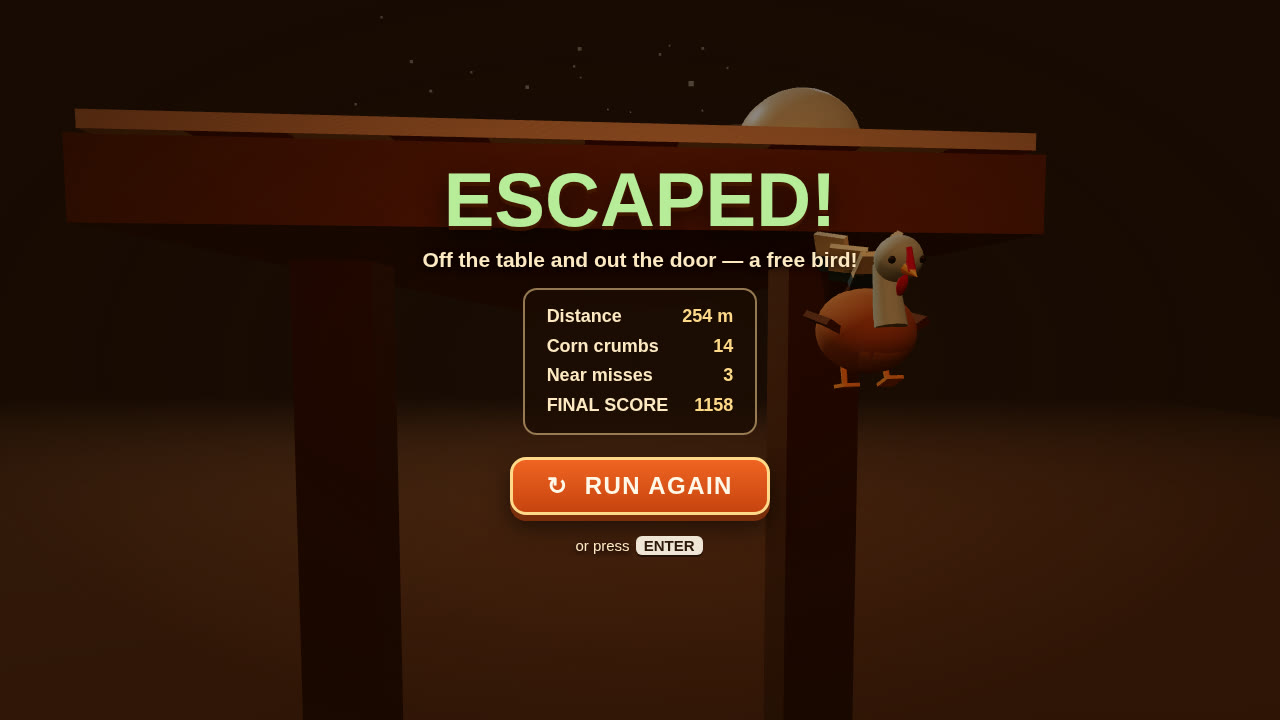 ESCAPED!
Off the table and out the door — a free bird!
Distance 254 m
Corn crumbs 14
Near misses 3
FINAL SCORE 1158
↻ RUN AGAIN
or press ENTER